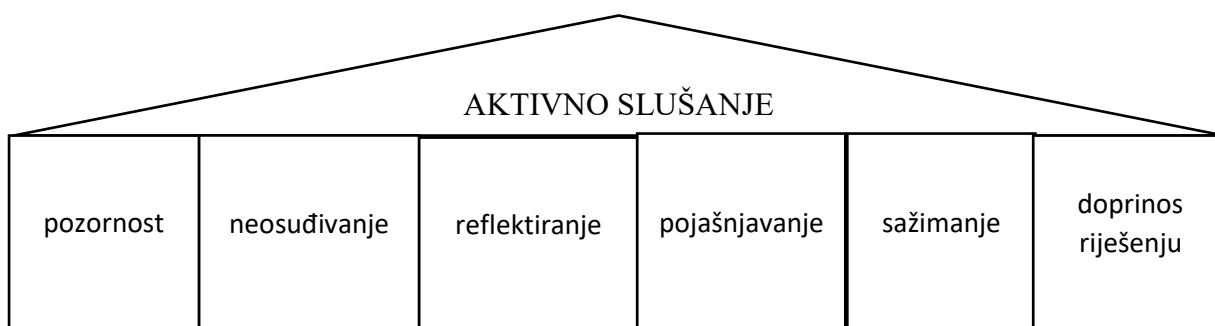 AKTIVNO SLUŠANJE
pozornost
neosuđivanje
reflektiranje
pojašnjavanje
sažimanje
doprinos
riješenju